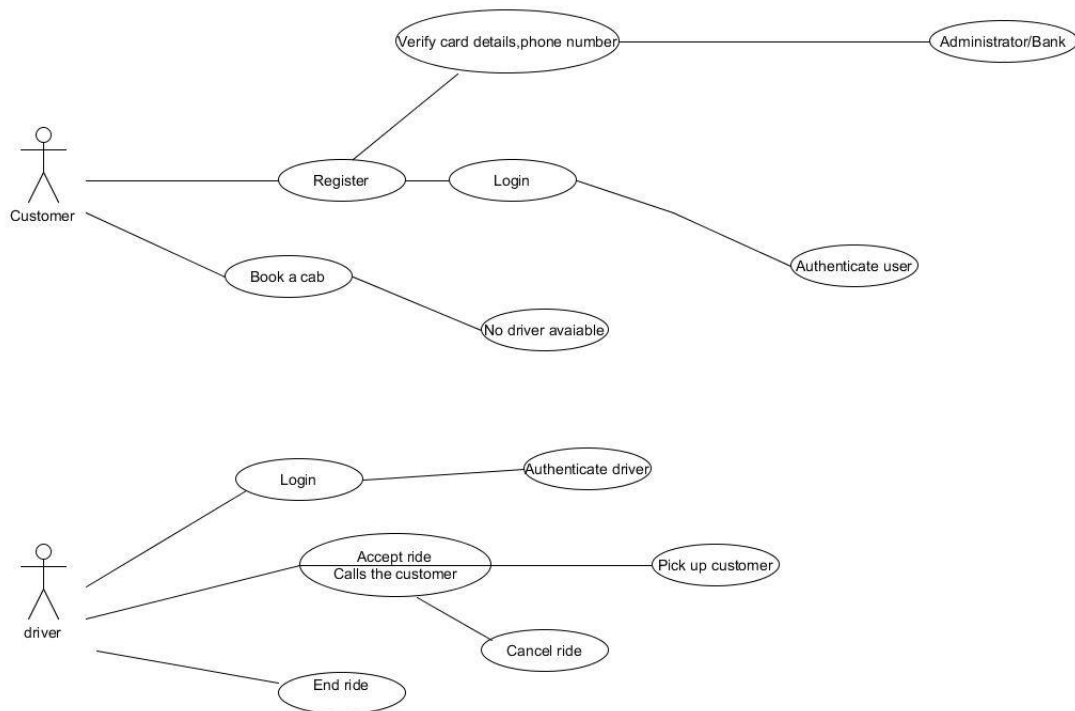 Verify card details,phone number
Administrator/Bank
Register
Login
Customer
Authenticate user
Book a cab
No driver avaiable
Login
Authenticate driver
Accept ride
Calls the customer
Pick up customer
driver
Cancel ride
End ride